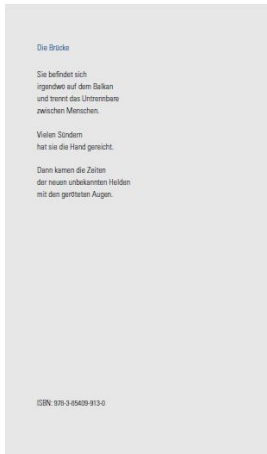 Die Brücke
Sie befindet sich
irgendwo auf dem Balkan
und trennt das Untrennbare
zwischen Menschen.
Vielen Sündern
hat sie die Hand gereicht.
Dann kamen die Zeiten
der neuen unbekannten Helden
mit den geröteten Augen.
ISBN: 978-3-85409-913-0